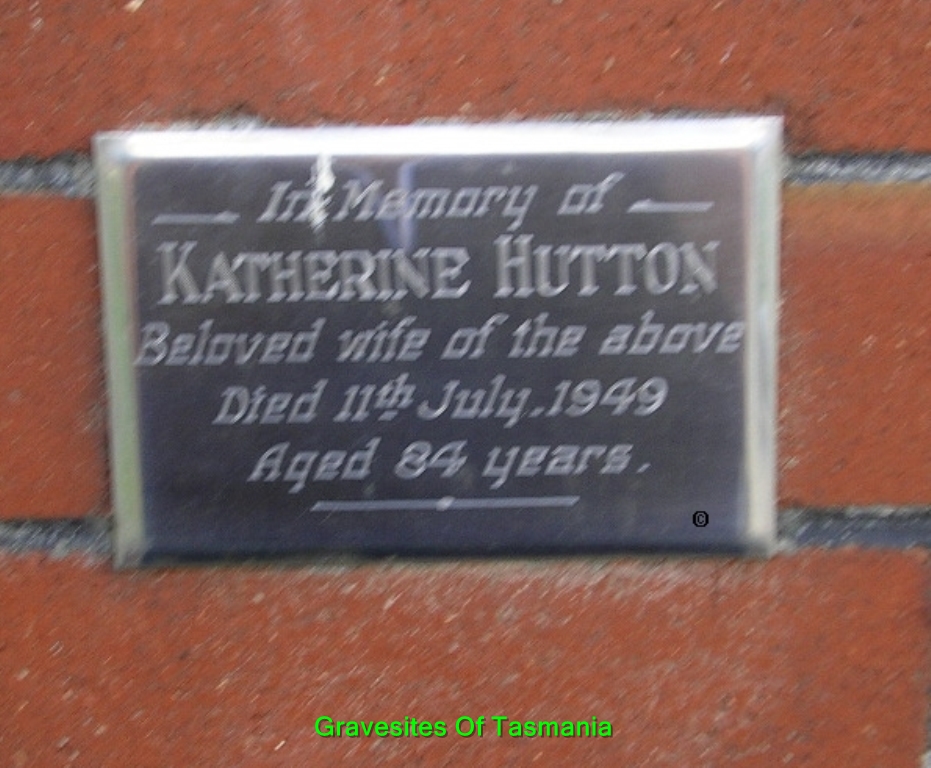 In Memory of
KATHERINE HUTTON
Beloved wife of the above
Died 11th July, 1949
Aged 84 years.
©
Gravesites Of Tasmania